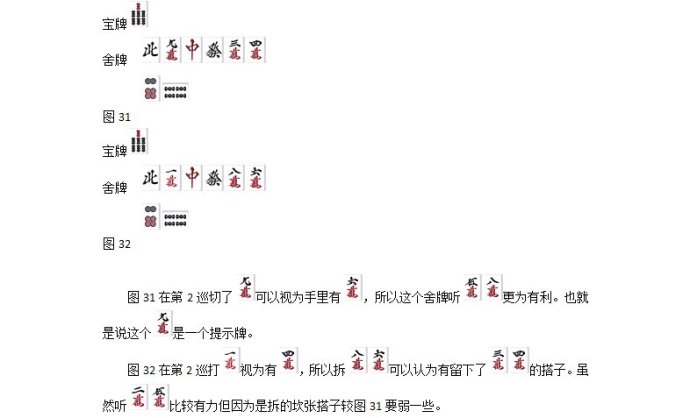 宝牌
舍牌 北 七萬 中 發 三萬 四萬
图 31
宝牌
舍牌 北 一萬 中 發 八萬 六萬
图 32
图 31 在第 2 巡切了 七萬 可以视为手里有 六萬，所以这个舍牌听 伍萬 八萬 更为有利。也就
是说这个 七萬 是一个提示牌。
图 32 在第 2 巡打 一萬 视为有 四萬，所以拆 八萬 六萬 可以认为有留下了 三萬 四萬 的搭子。虽
然听 二萬 伍萬 比较有力但因为是拆的坎张搭子较图 31 要弱一些。